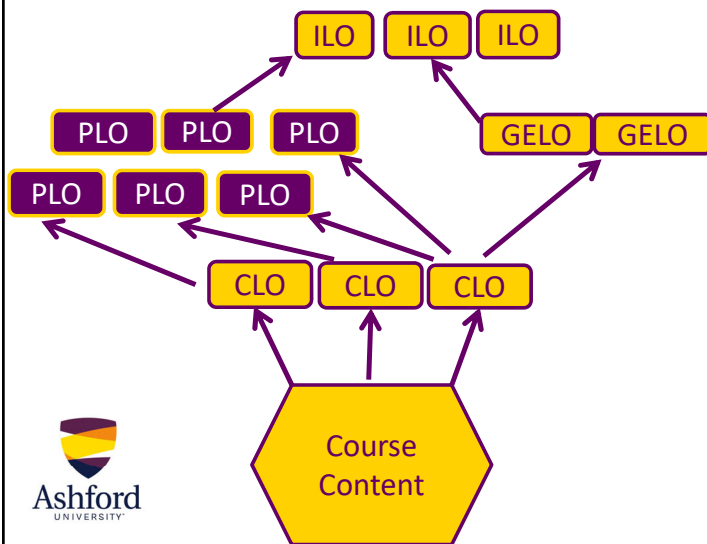 ILO ILO ILO
PLO PLO PLO GELO GELO
PLO PLO PLO
CLO CLO CLO
Course
Content
Ashford
UNIVERSITY